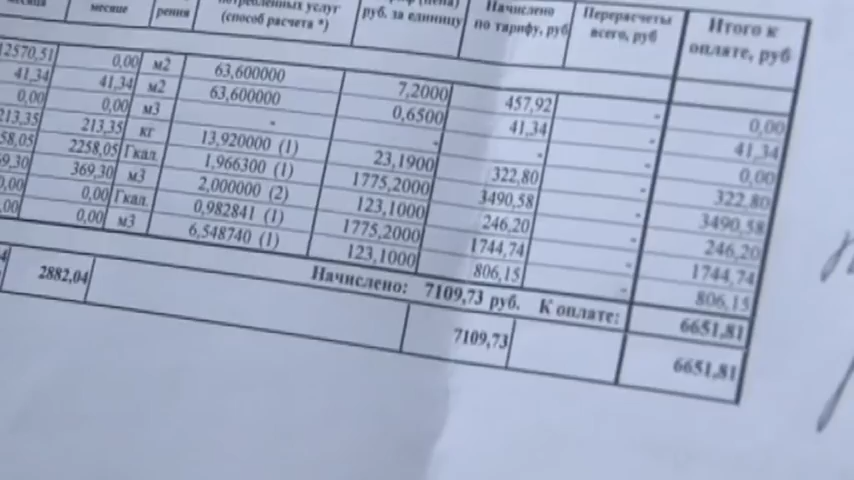 месяце рения (способ расчета *) руб. за единицу Начислено по тарифу, руб Перерасчеты всего, руб Итого к оплате, руб
12570,51 0,00 м2 63,600000 7,2000 457,92 - 0,00
41,34 41,34 м2 63,600000 0,6500 41,34 - 41,34
0,00 0,00 м3 - - - - 0,00
213,35 213,35 кг 13,920000 (1) 23,1900 322,80 - 322,80
58,05 2258,05 Гкал. 1,966300 (1) 1775,2000 3490,58 - 3490,58
69,30 369,30 м3 2,000000 (2) 123,1000 246,20 - 246,20
0,00 0,00 Гкал. 0,982841 (1) 1775,2000 1744,74 - 1744,74
,00 0,00 м3 6,548740 (1) 123,1000 806,15 - 806,15
Начислено: 7109,73 руб. К оплате: 6651,81
2882,04 7109,73 6651,81